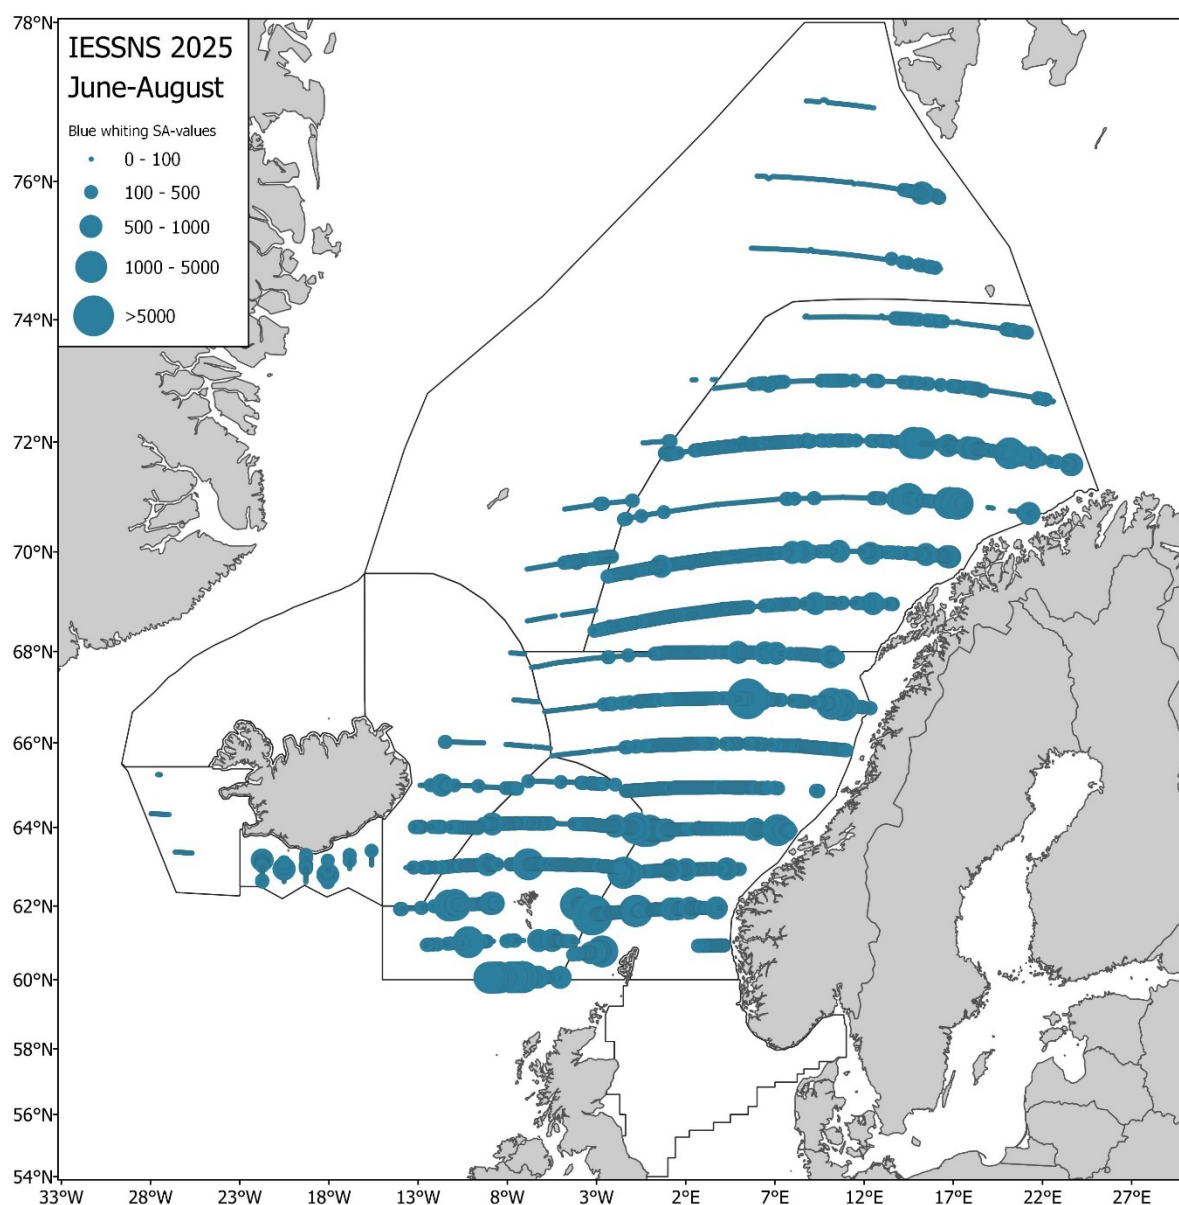 IESSNS 2025
June-August
Blue whiting SA-values
0 - 100
100 - 500
500 - 1000
1000 - 5000
>5000
78°N
76°N
74°N
72°N
70°N
68°N
66°N
64°N
62°N
60°N
58°N
56°N
54°N
33°W 28°W 23°W 18°W 13°W 8°W 3°W 2°E 7°E 12°E 17°E 22°E 27°E